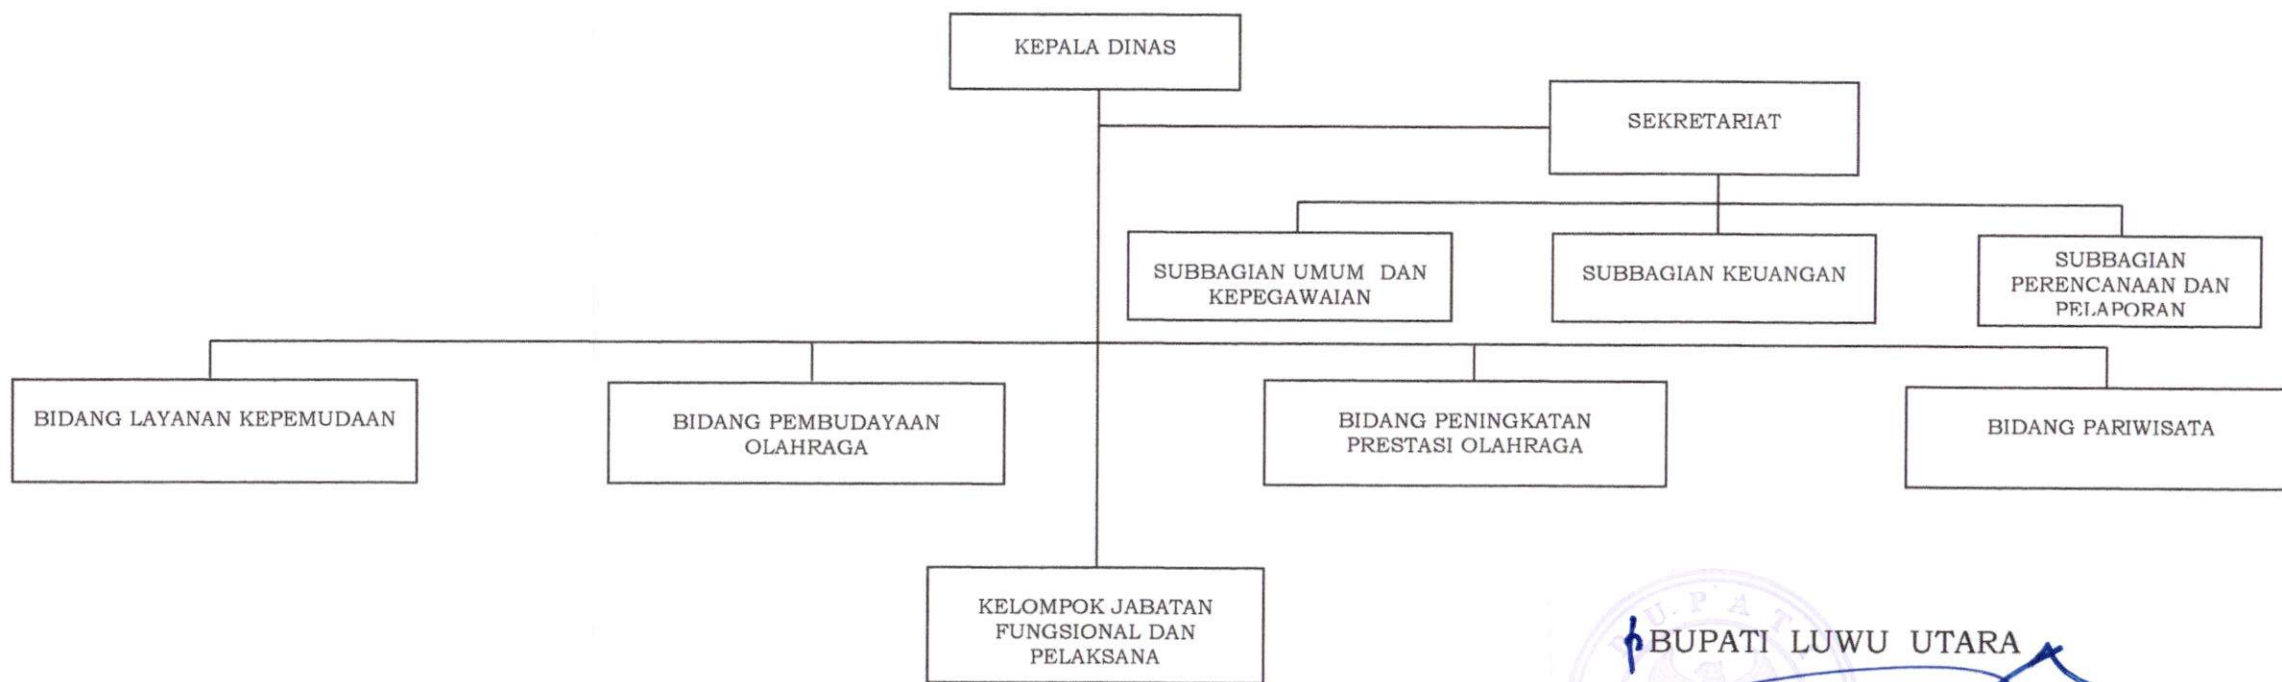 KEPALA DINAS
SEKRETARIAT
SUBBAGIAN UMUM DAN
KEPEGAWAIAN
SUBBAGIAN KEUANGAN
SUBBAGIAN
PERENCANAAN DAN
PELAPORAN
BIDANG LAYANAN KEPEMUDAAN
BIDANG PEMBUDAYAAN
OLAHRAGA
BIDANG PENINGKATAN
PRESTASI OLAHRAGA
BIDANG PARIWISATA
KELOMPOK JABATAN
FUNGSIONAL DAN
PELAKSANA
BUPATI
BUPATI LUWU UTARA